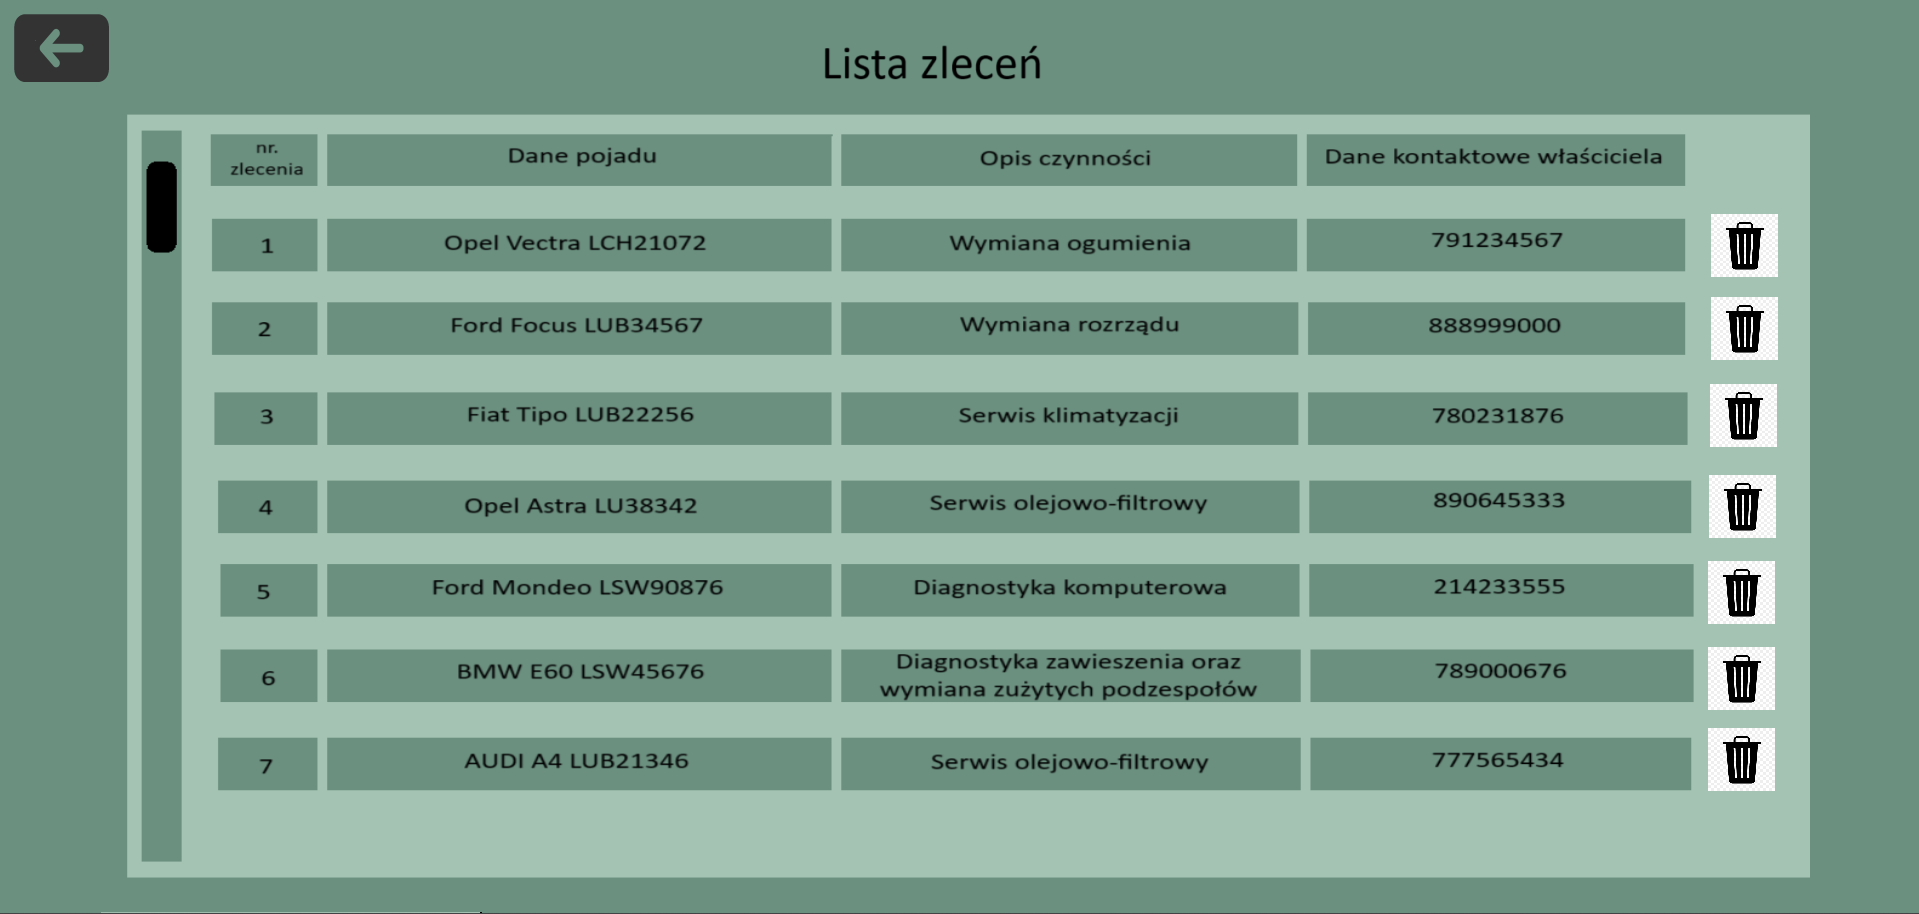 Lista zleceń
nr.
zlecenia
Dane pojadu
Opis czynności
Dane kontaktowe właściciela
1
Opel Vectra LCH21072
Wymiana ogumienia
791234567
2
Ford Focus LUB34567
Wymiana rozrządu
888999000
3
Fiat Tipo LUB22256
Serwis klimatyzacji
780231876
4
Opel Astra LU38342
Serwis olejowo-filtrowy
890645333
5
Ford Mondeo LSW90876
Diagnostyka komputerowa
214233555
6
BMW E60 LSW45676
Diagnostyka zawieszenia oraz
wymiana zużytych podzespołów
789000676
7
AUDI A4 LUB21346
Serwis olejowo-filtrowy
777565434